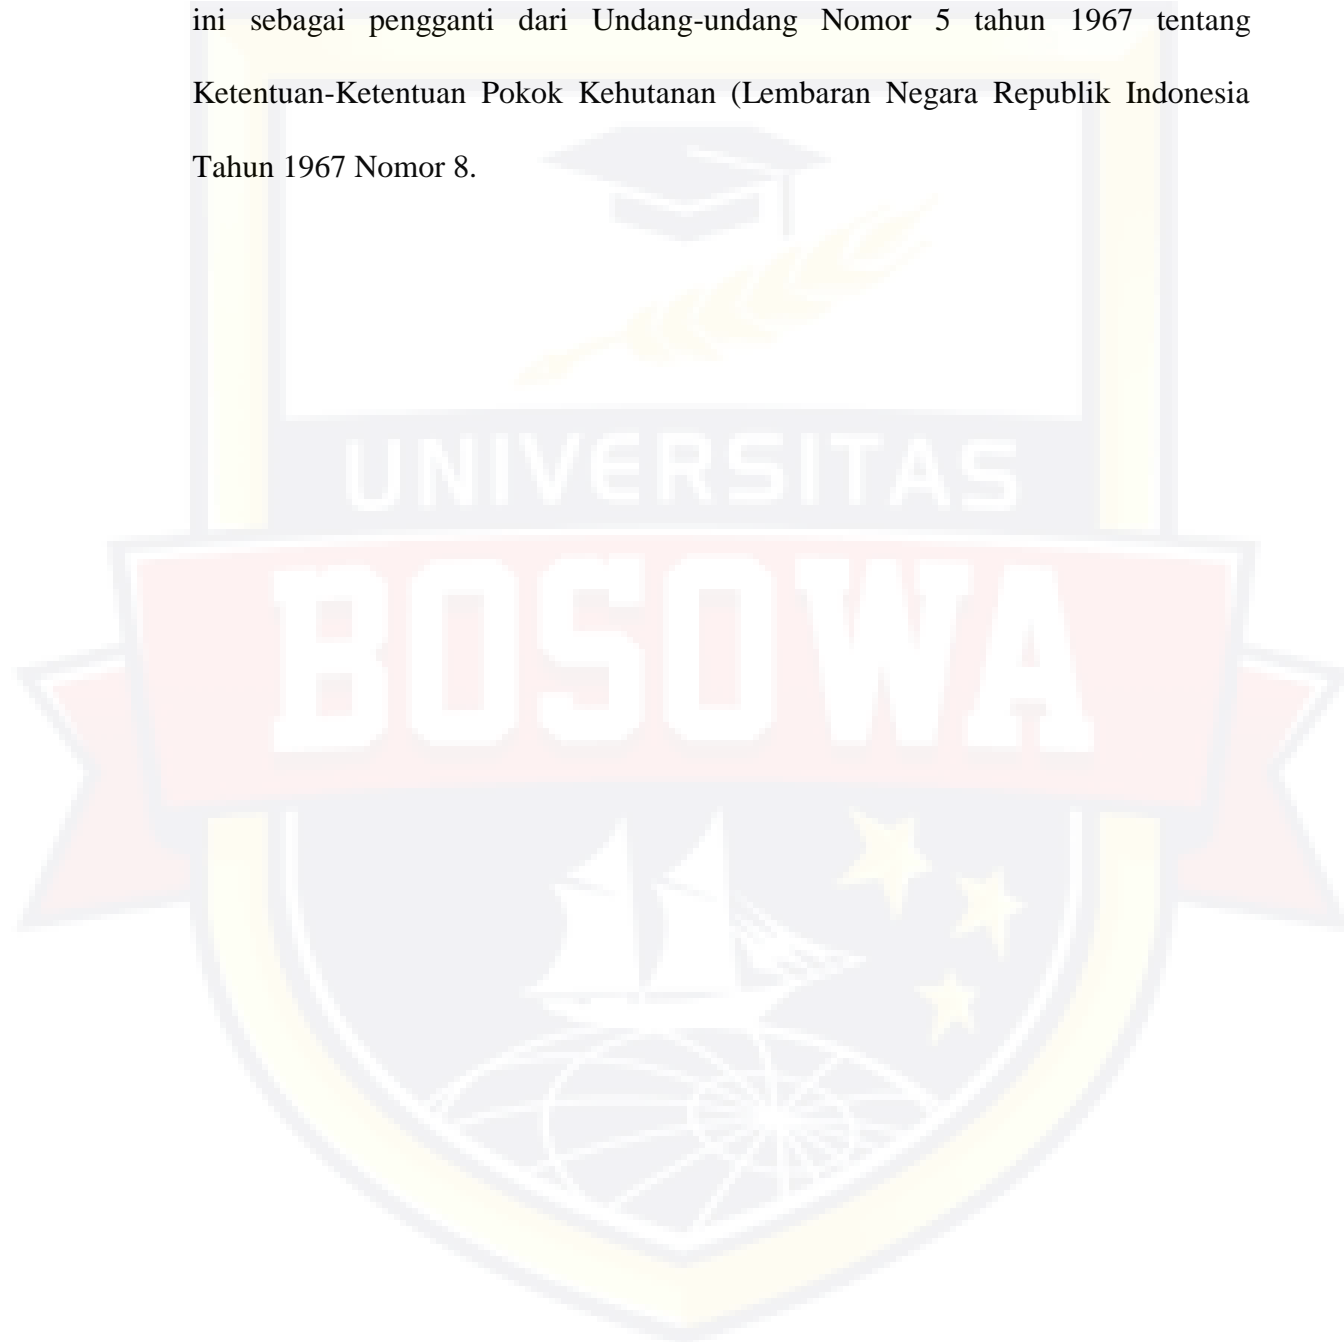 ini sebagai pengganti dari Undang-undang Nomor 5 tahun 1967 tentang
Ketentuan-Ketentuan Pokok Kehutanan (Lembaran Negara Republik Indonesia
Tahun 1967 Nomor 8.
UNIVERSITAS
BOSOWA